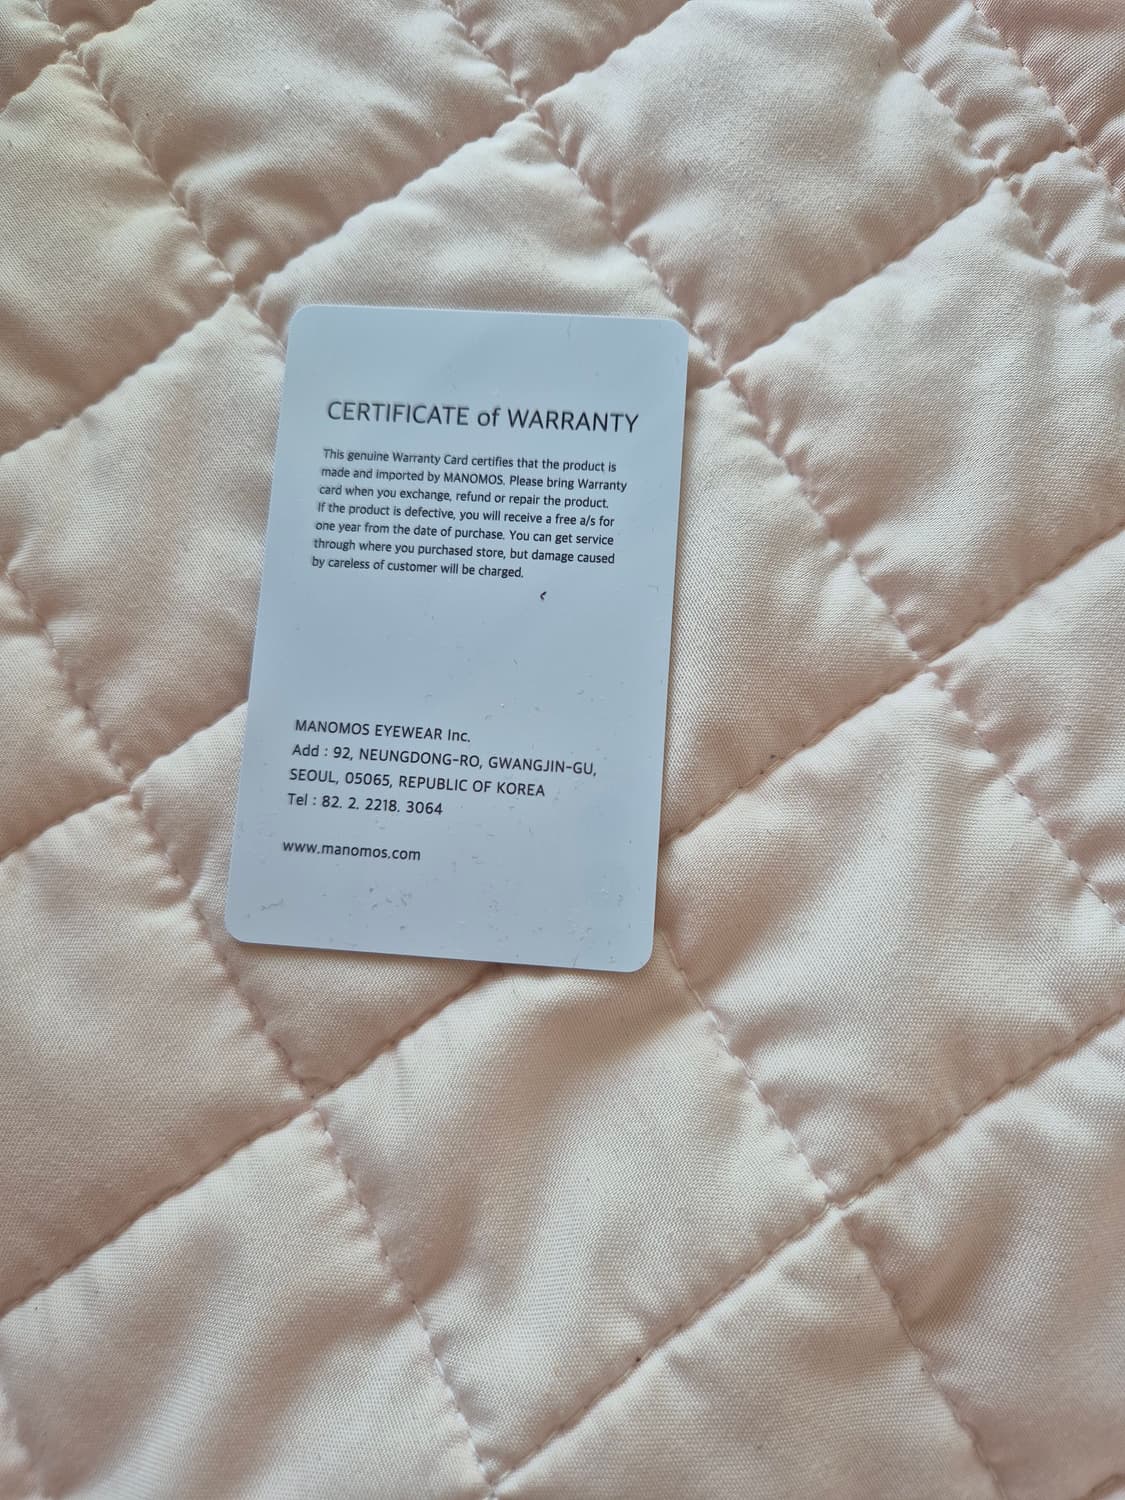 CERTIFICATE of WARRANTY
This genuine Warranty Card certifies that the product is
made and imported by MANOMOS. Please bring Warranty
card when you exchange, refund or repair the product.
If the product is defective, you will receive a free a/s for
one year from the date of purchase. You can get service
through where you purchased store, but damage caused
by careless of customer will be charged.
MANOMOS EYEWEAR Inc.
Add : 92, NEUNGDONG-RO, GWANGJIN-GU,
SEOUL, 05065, REPUBLIC OF KOREA
Tel : 82. 2. 2218. 3064
www.manomos.com